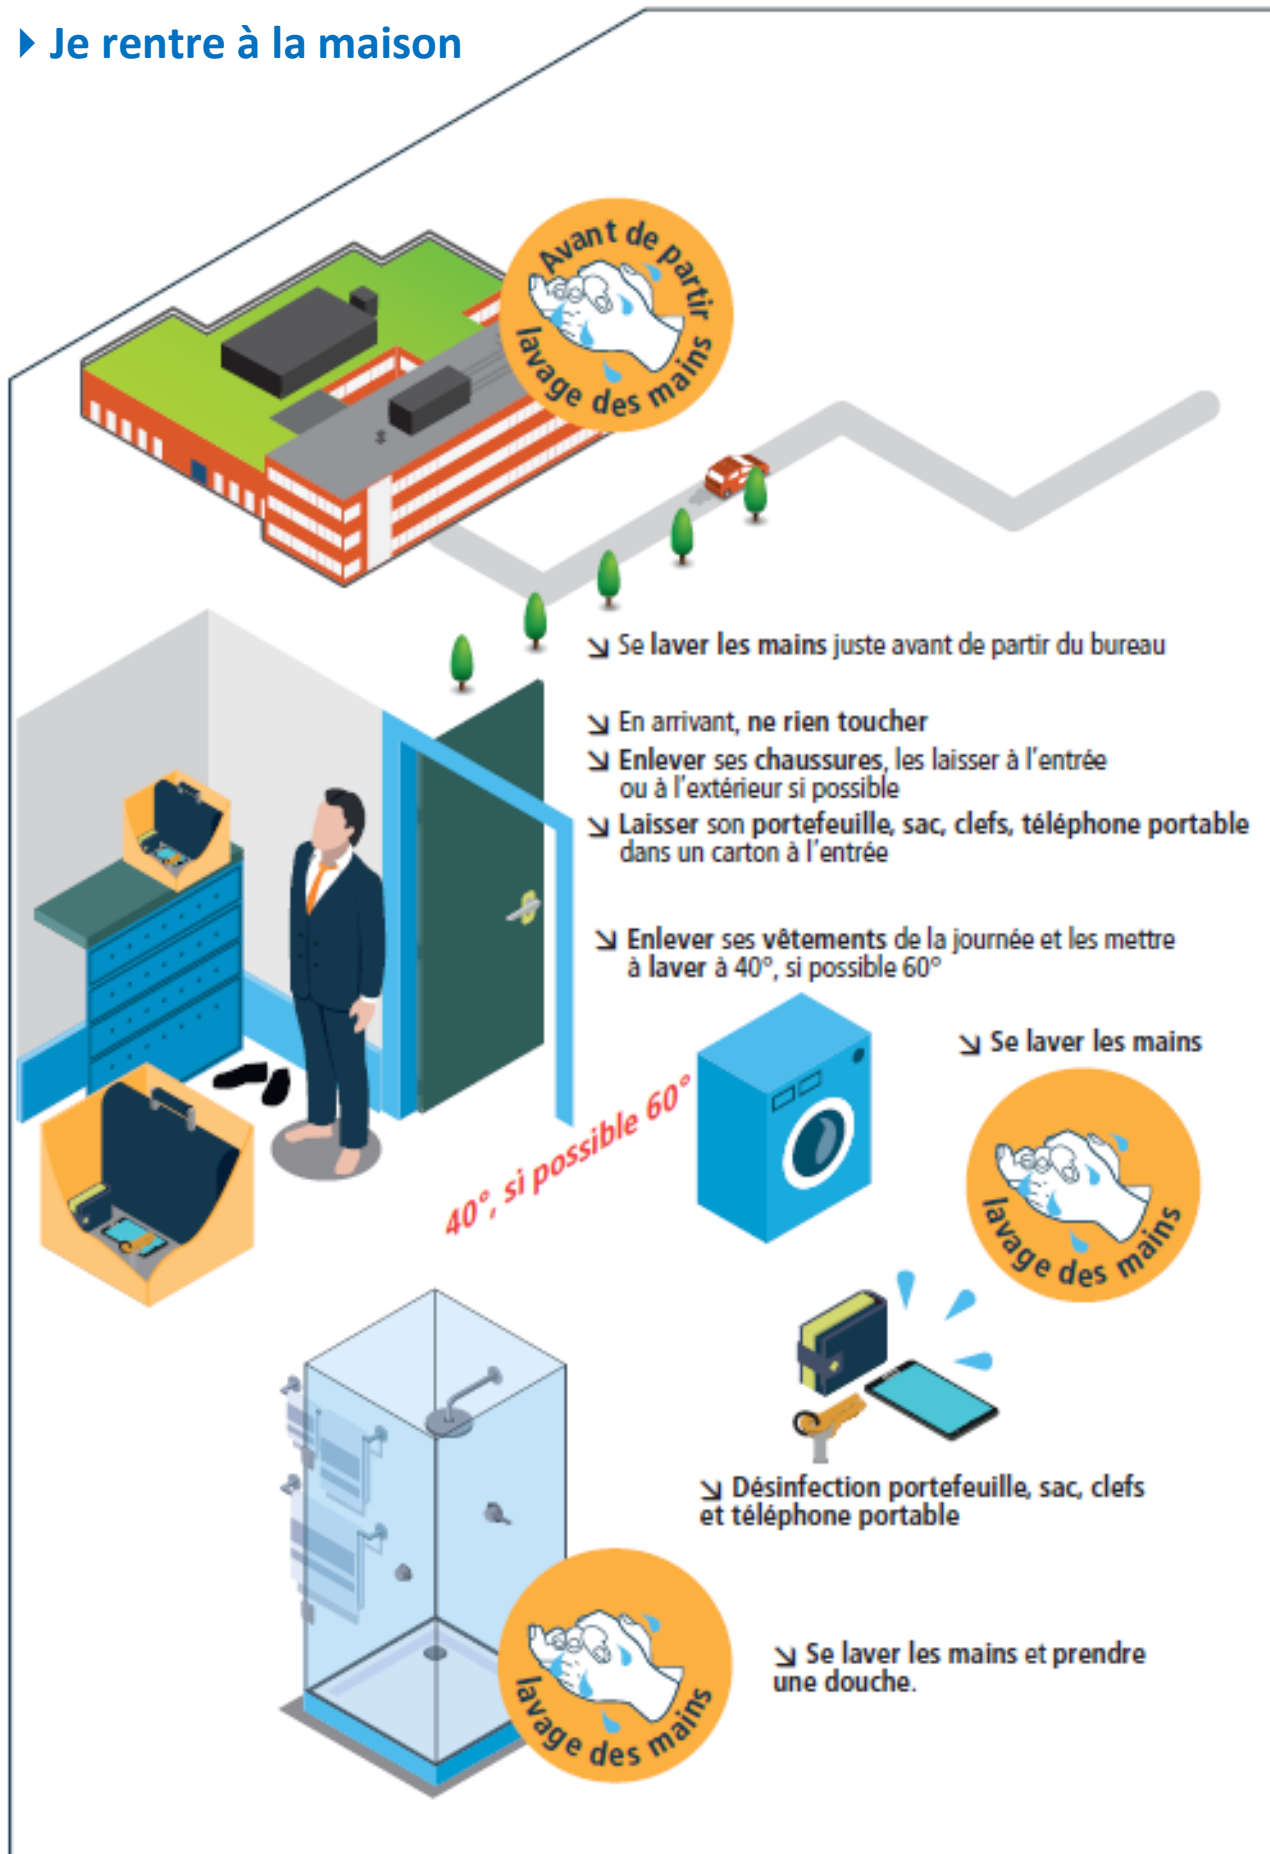 Je rentre à la maison
Avant de partir
lavage des mains
Se laver les mains juste avant de partir du bureau
En arrivant, ne rien toucher
Enlever ses chaussures, les laisser à l'entrée
ou à l'extérieur si possible
Laisser son portefeuille, sac, clefs, téléphone portable
dans un carton à l'entrée
Enlever ses vêtements de la journée et les mettre
à laver à 40°, si possible 60°
40°, si possible 60°
Se laver les mains
lavage des mains
Désinfection portefeuille, sac, clefs
et téléphone portable
lavage des mains
Se laver les mains et prendre
une douche.